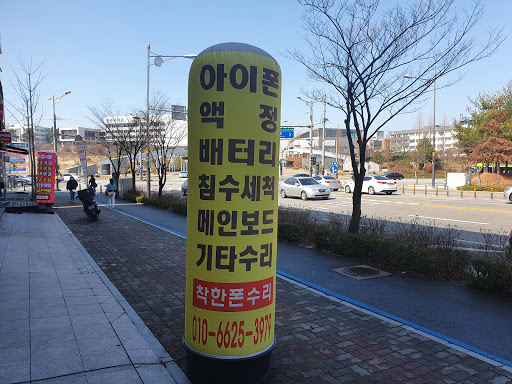 아이폰
액정
배터리
침수세척
메인보드
기타수리
착한폰수리
010-6625-3979